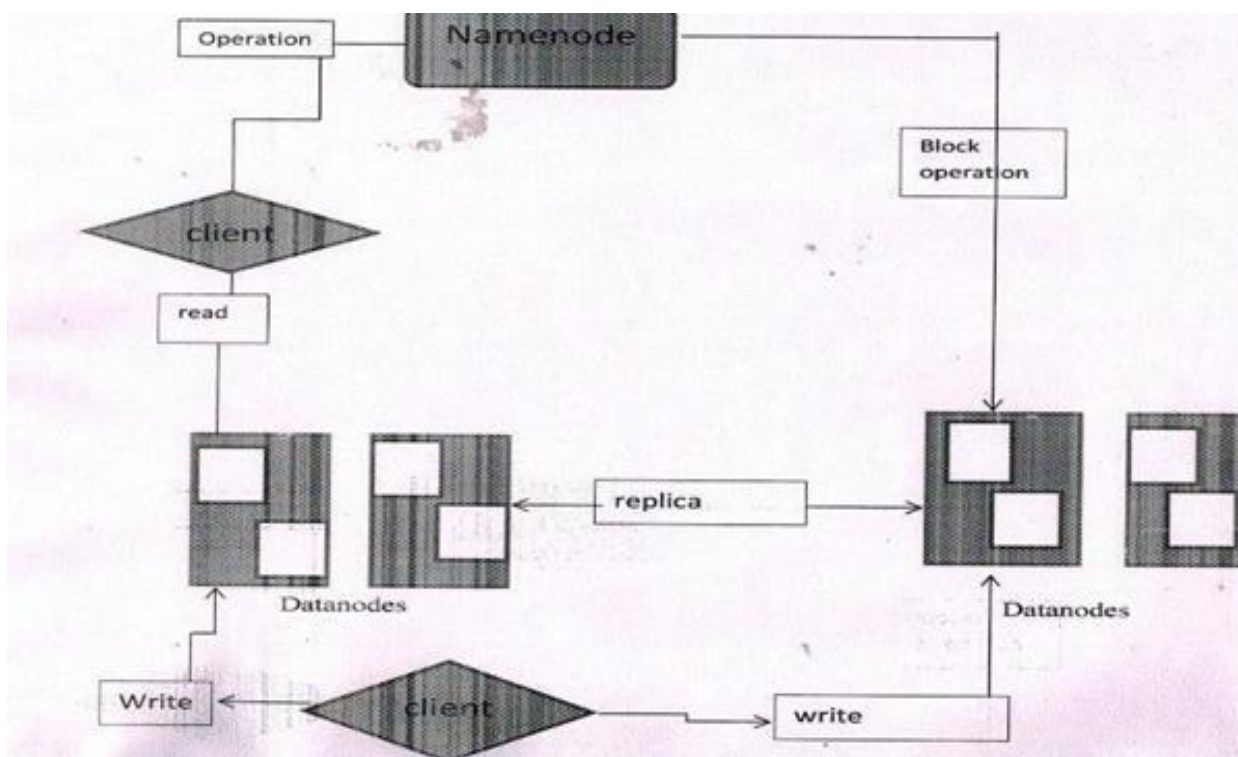 Operation
Namenode
Block
operation
client
read
replica
Datanodes
Datanodes
Write
client
write